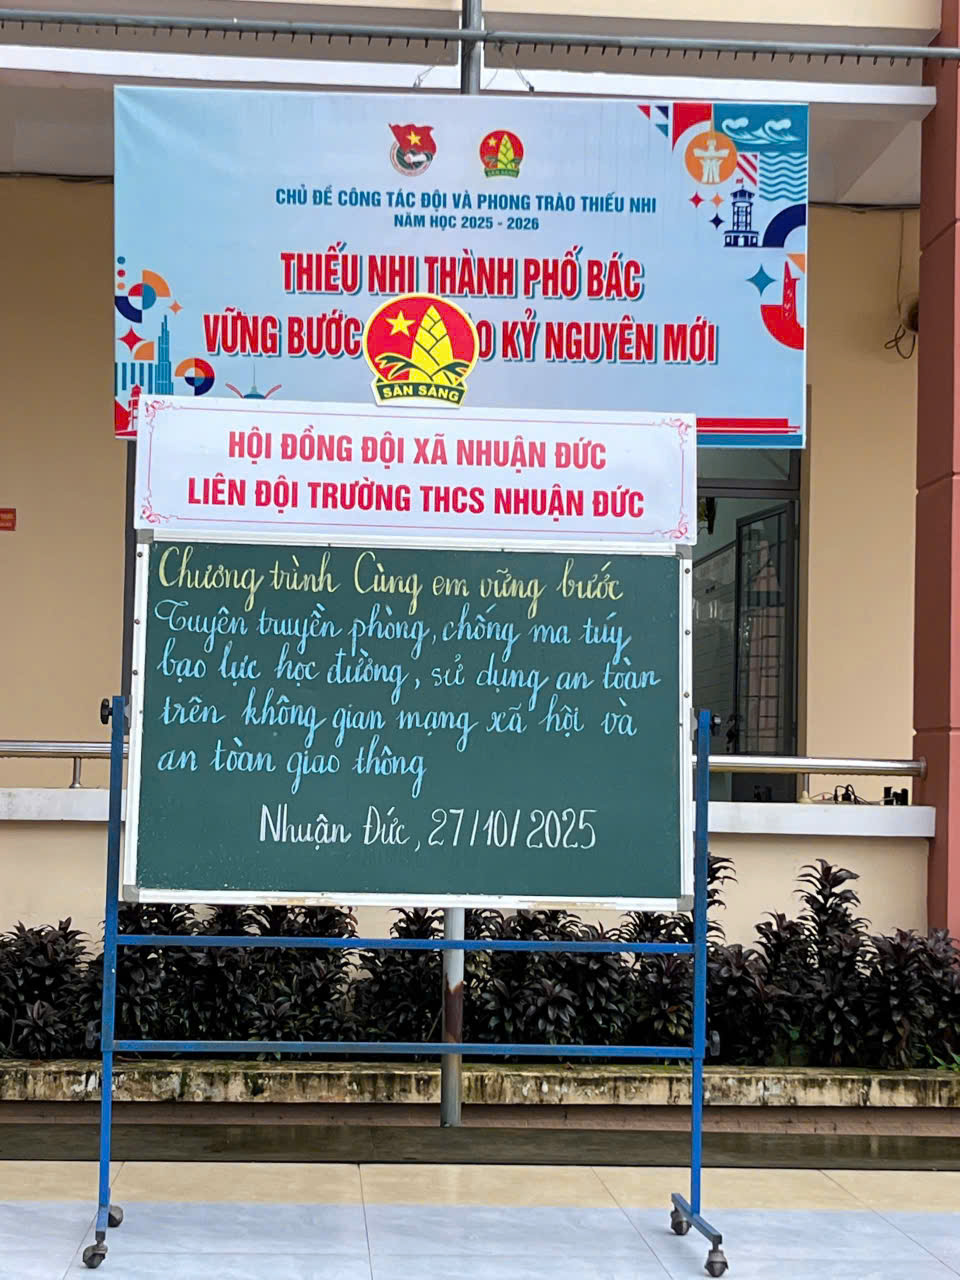 SẴN SÀNG
CHỦ ĐỀ CÔNG TÁC ĐỘI VÀ PHONG TRÀO THIẾU NHI
NĂM HỌC 2025 - 2026
THIẾU NHI THÀNH PHỐ BÁC
VỮNG BƯỚC O KỶ NGUYÊN MỚI
SẴN SÀNG
HỘI ĐỒNG ĐỘI XÃ NHUẬN ĐỨC
LIÊN ĐỘI TRƯỜNG THCS NHUẬN ĐỨC
Chương trình Cùng em vững bước
Tuyên truyền phòng, chống ma túy
bạo lực học đường, sử dụng an toàn
trên không gian mạng xã hội và
an toàn giao thông
Nhuận Đức, 27/10/2025